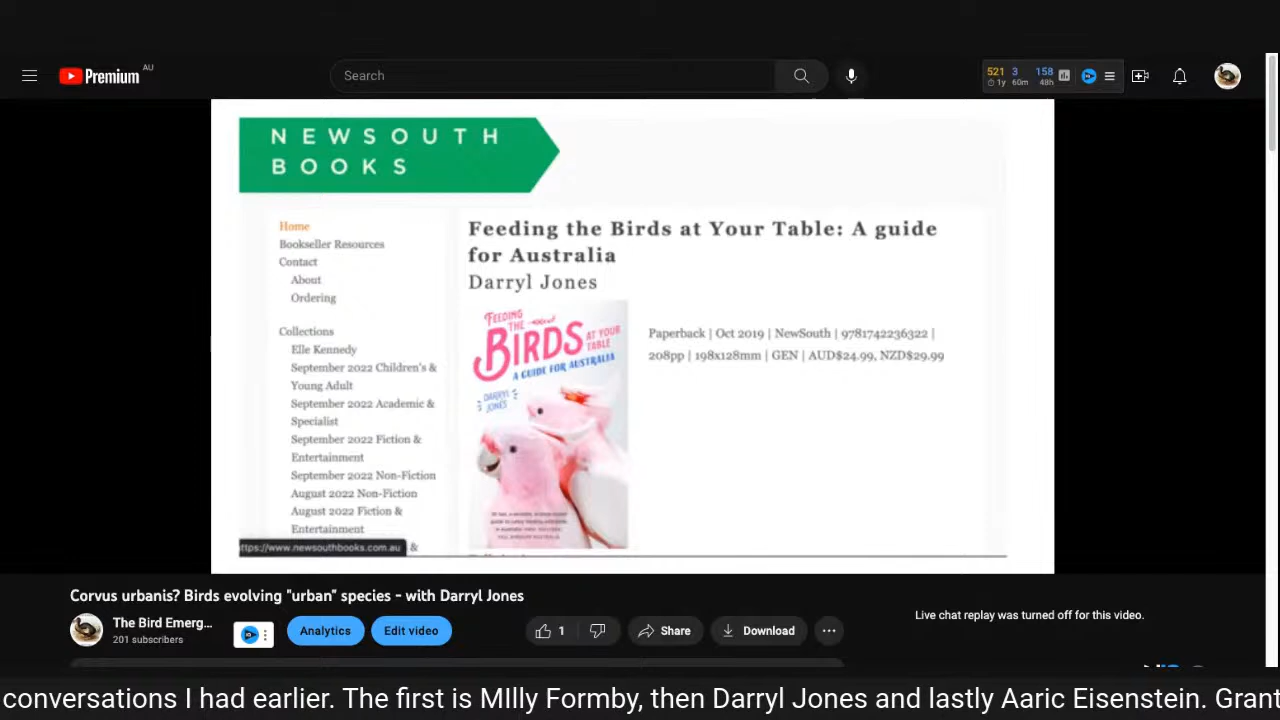 Premium AU
Search
521 3 158
1y 60m 48h
NEWSOUTH
BOOKS
Home
Bookseller Resources
Contact
About
Ordering
Collections
Elle Kennedy
September 2022 Children's &
Young Adult
September 2022 Academic &
Specialist
September 2022 Fiction &
Entertainment
September 2022 Non-Fiction
August 2022 Non-Fiction
August 2022 Fiction &
Entertainment
&
ttps://www.newsouthbooks.com.au
Feeding the Birds at Your Table: A guide
for Australia
Darryl Jones
FEEDING
THE
BIRDS
AT YOUR
TABLE
A GUIDE FOR AUSTRALIA
DARRYL
JONES
Paperback | Oct 2019 | NewSouth | 9781742236322 |
208pp | 198x128mm | GEN | AUD$24.99, NZD$29.99
Corvus urbanis? Birds evolving "urban" species - with Darryl Jones
The Bird Emerg...
201 subscribers
Analytics
Edit video
1
Share
Download
Live chat replay was turned off for this video.
conversations I had earlier. The first is MIlly Formby, then Darryl Jones and lastly Aaric Eisenstein. Grant